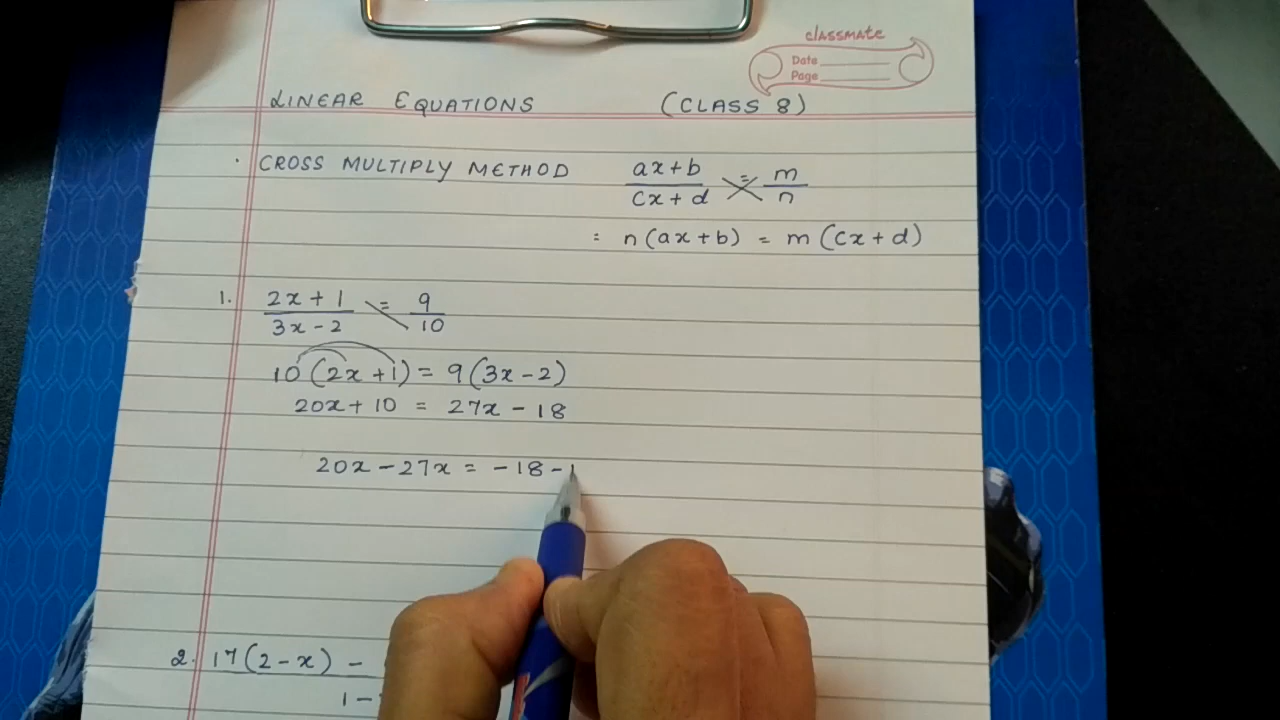 classmate
Date
Page
LINEAR EQUATIONS (CLASS 8)
. CROSS MULTIPLY METHOD (ax+b)/(cx+d) = m/n
= n(ax+b) = m(cx+d)
1. (2x+1)/(3x-2) = 9/10
10(2x+1) = 9(3x-2)
20x+10 = 27x-18
20x-27x = -18-1
2. 17(2-x) -
1-